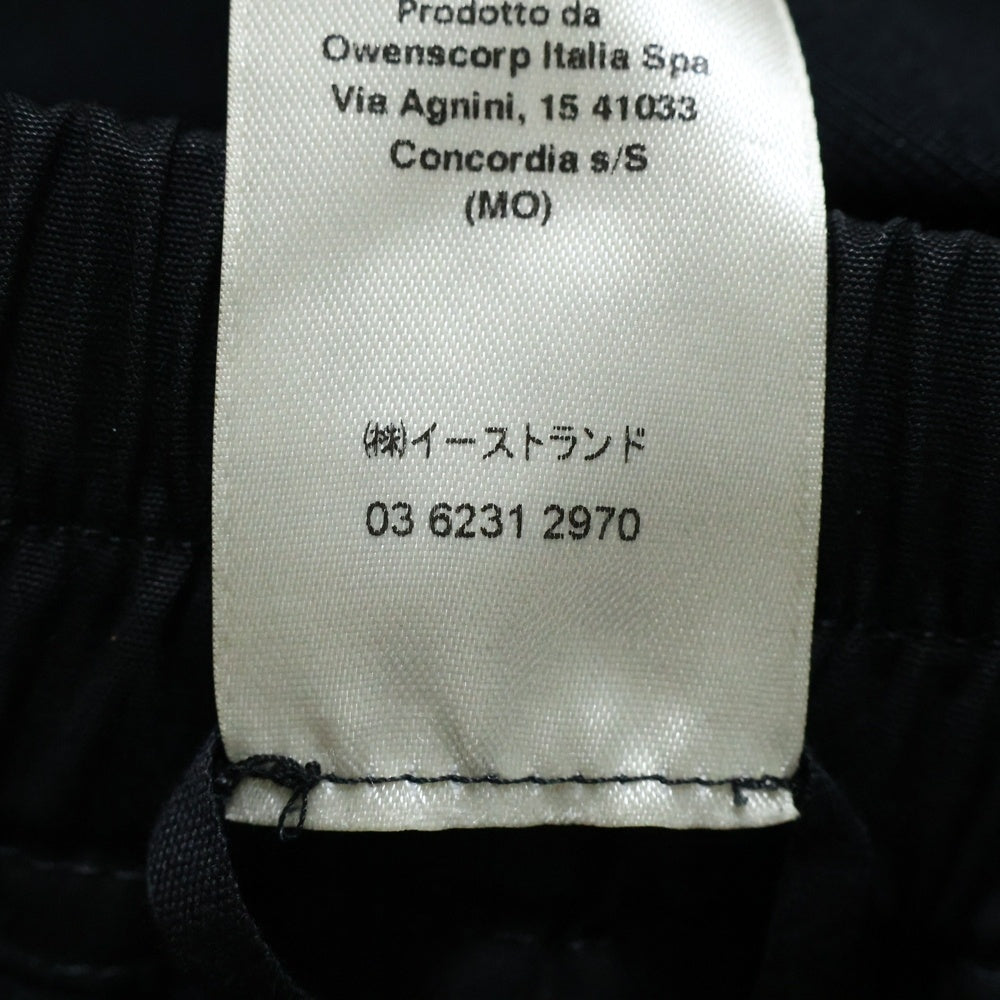 Prodotto da
Owenscorp Italia Spa
Via Agnini, 15 41033
Concordia s/S
(MO)
㈱イーストランド
03 6231 2970